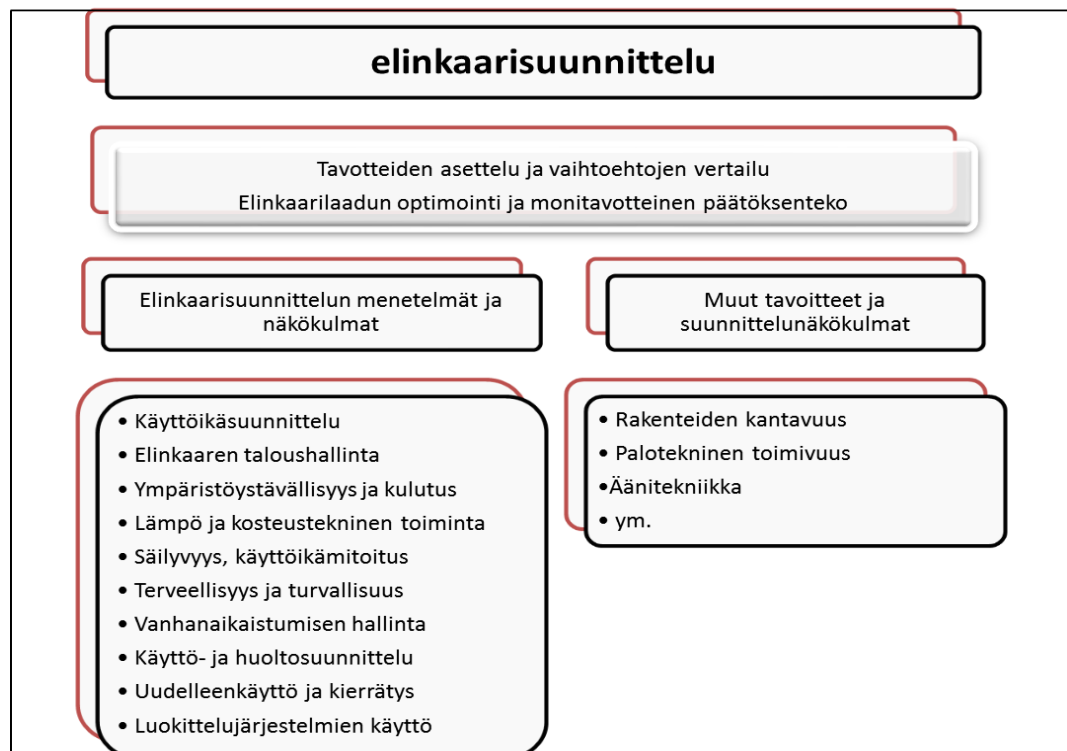 elinkaarisuunnittelu
Tavotteiden asettelu ja vaihtoehtojen vertailu
Elinkaarilaadun optimointi ja monitavotteinen päätöksenteko
Elinkaarisuunnittelun menetelmät ja
näkökulmat
Muut tavoitteet ja
suunnittelunäkökulmat
• Käyttöikäsuunnittelu
• Elinkaaren taloushallinta
• Ympäristöystävällisyys ja kulutus
• Lämpö ja kosteustekninen toiminta
• Säilyvyys, käyttöikämitoitus
• Terveellisyys ja turvallisuus
• Vanhanaikaistumisen hallinta
• Käyttö- ja huoltosuunnittelu
• Uudelleenkäyttö ja kierrätys
• Luokittelujärjestelmien käyttö
• Rakenteiden kantavuus
• Palotekninen toimivuus
•Äänitekniikka
• ym.